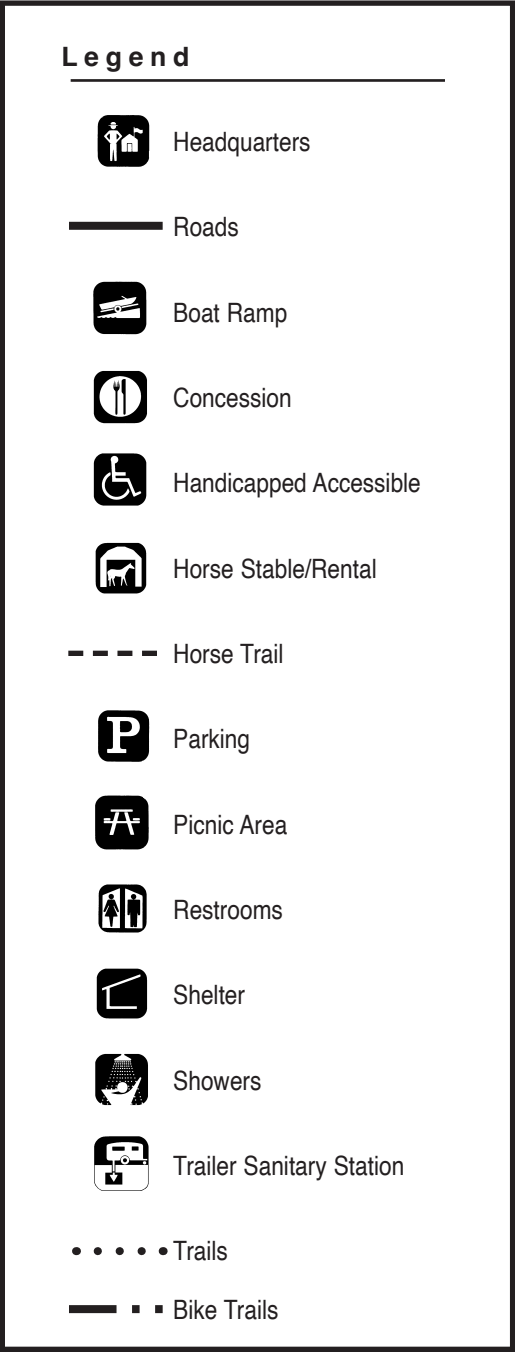 Legend
Headquarters
Roads
Boat Ramp
Concession
Handicapped Accessible
Horse Stable/Rental
Horse Trail
P Parking
Picnic Area
Restrooms
Shelter
Showers
Trailer Sanitary Station
Trails
Bike Trails